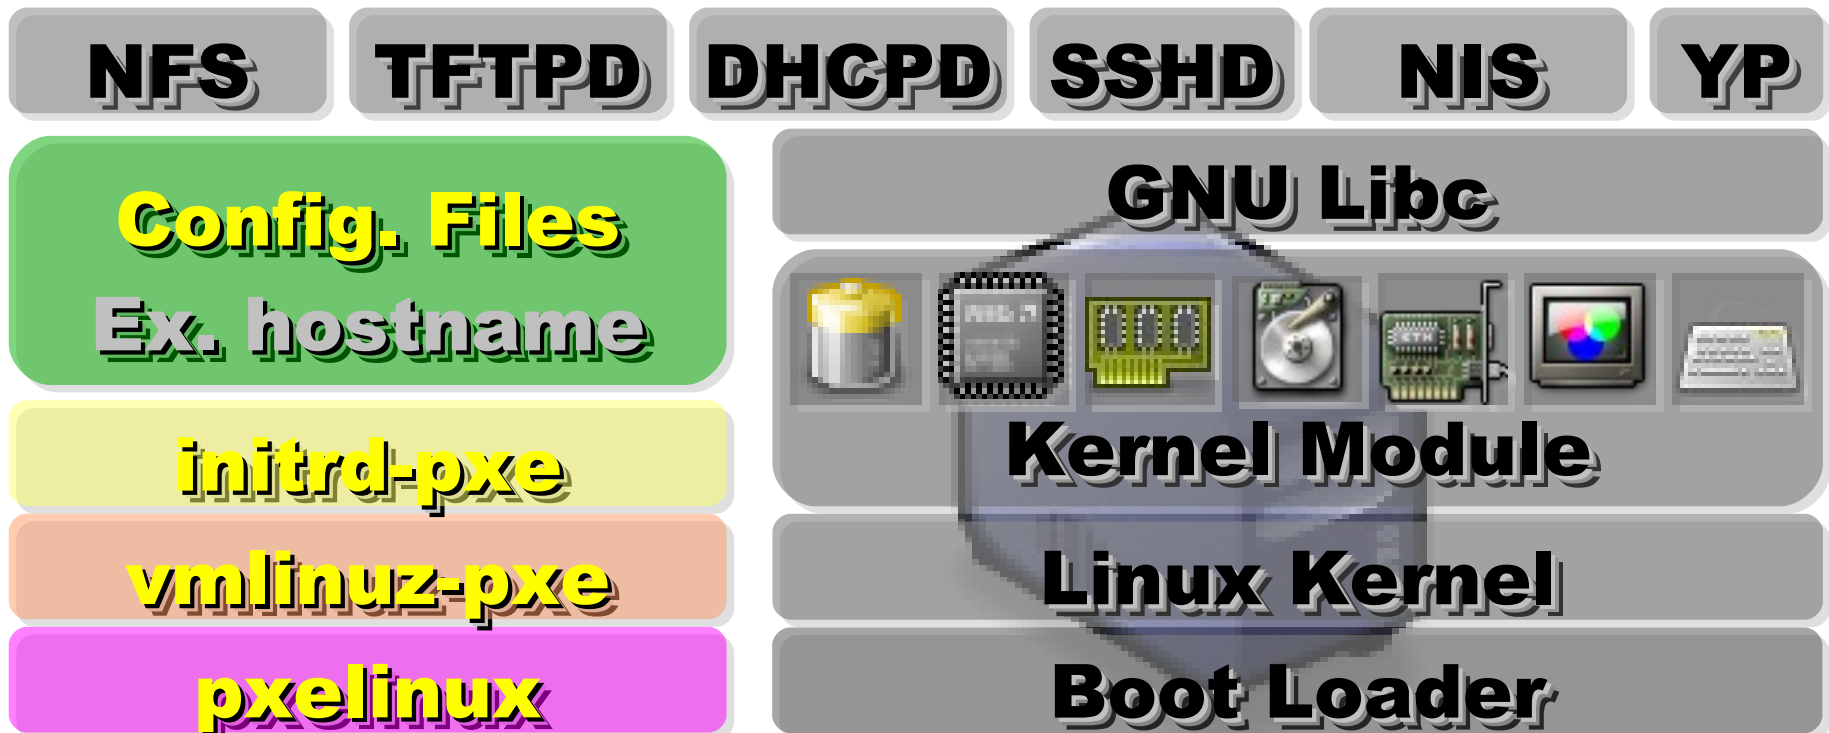 NFS TFTPD DHCPD SSHD NIS YP
Config. Files
Ex. hostname
initrd-pxe
vmlinuz-pxe
pxelinux
GNU Libc
Kernel Module
Linux Kernel
Boot Loader